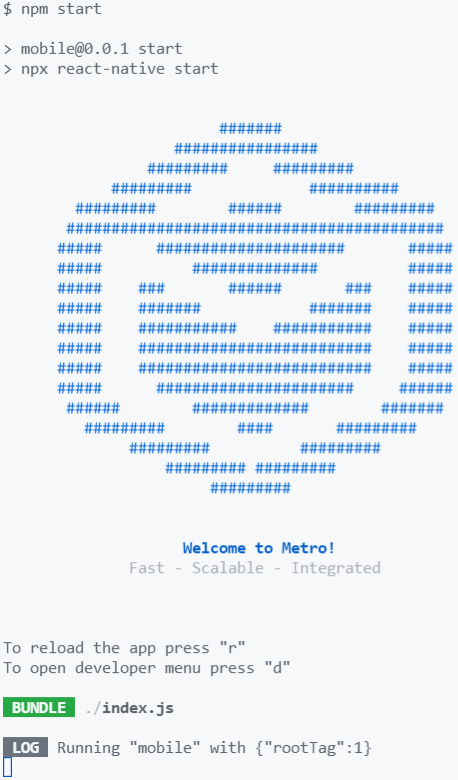 $ npm start
> mobile@0.0.1 start
> npx react-native start
#######
################
######### #########
######### ##########
######### ###### #########
##########################################
##### ##################### #####
##### ############## #####
##### ### ###### ### #####
##### ####### ####### #####
##### ########### ########### #####
##### ########################## #####
##### ########################## #####
##### ###################### ######
###### ############# #######
######### #### #########
######### #########
######### #########
#########
Welcome to Metro!
Fast - Scalable - Integrated
To reload the app press "r"
To open developer menu press "d"
BUNDLE ./index.js
LOG Running "mobile" with {"rootTag":1}